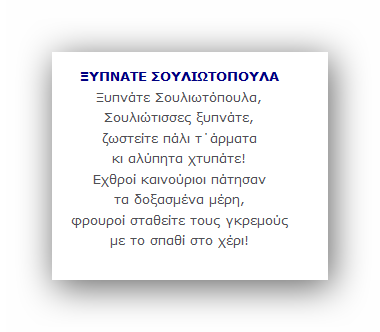 ΞΥΠΝΑΤΕ ΣΟΥΛΙΩΤΟΠΟΥΛΑ
Ξυπνάτε Σουλιωτόπουλα,
Σουλιώτισσες ξυπνάτε,
ζωστείτε πάλι τ΄άρματα
κι αλύπητα χτυπάτε!
Εχθροί καινούριοι πάτησαν
τα δοξασμένα μέρη,
φρουροί σταθείτε τους γκρεμούς
με το σπαθί στο χέρι!